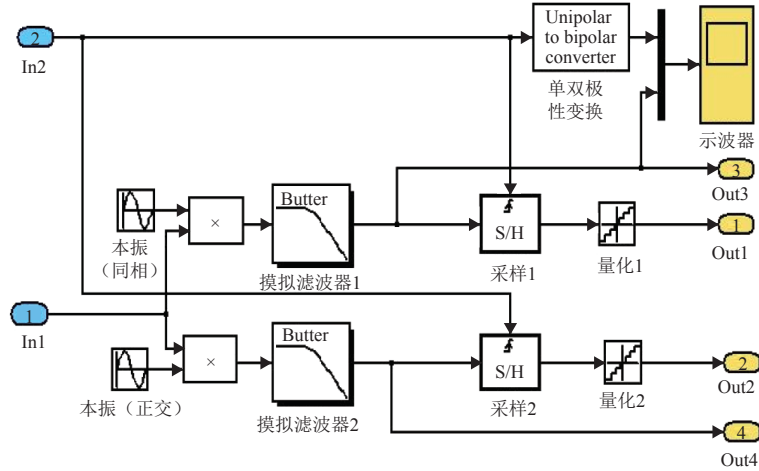 2
In2
Unipolar
to bipolar
converter
单双极
性变换
示波器
3
Out3
本振
（同相）
×
Butter
摸拟滤波器1
S/H
采样1
量化1
1
Out1
1
In1
本振（正交）
×
Butter
摸拟滤波器2
S/H
采样2
量化2
2
Out2
4
Out4